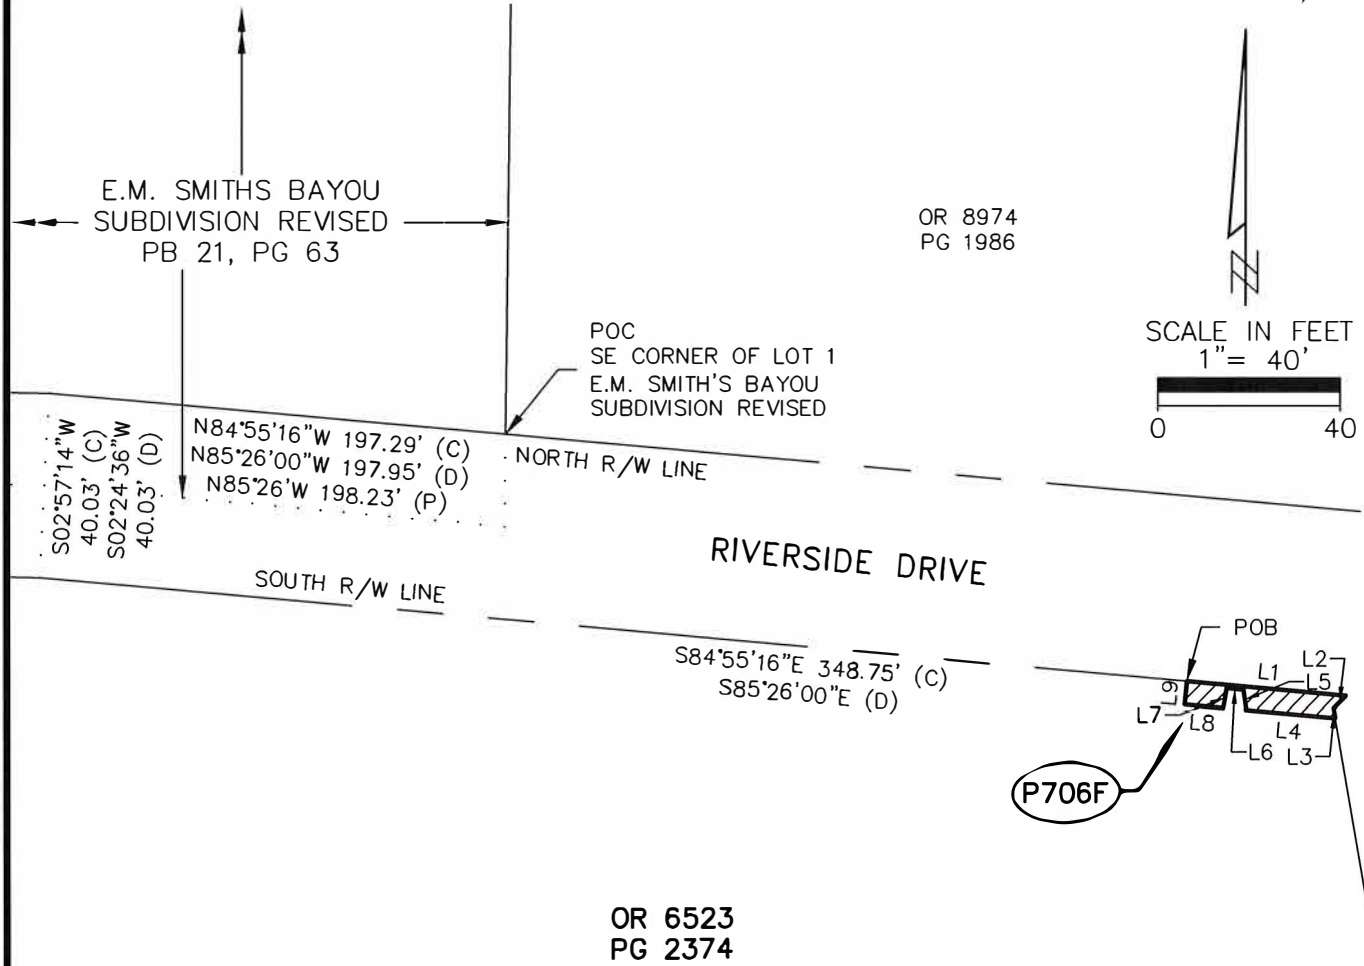 E.M. SMITHS BAYOU
SUBDIVISION REVISED
PB 21, PG 63
OR 8974
PG 1986
N
SCALE IN FEET
1"= 40'
0 40
POC
SE CORNER OF LOT 1
E.M. SMITH'S BAYOU
SUBDIVISION REVISED
S02°57'14"W
40.03' (C)
S02°24'36"W
40.03' (D)
N84°55'16"W 197.29' (C)
N85°26'00"W 197.95' (D)
N85°26'W 198.23' (P)
NORTH R/W LINE
RIVERSIDE DRIVE
SOUTH R/W LINE
S84°55'16"E 348.75' (C)
S85°26'00"E (D)
POB
L1
L2
L5
L9
L7
L8
L6
L4
L3
P706F
OR 6523
PG 2374